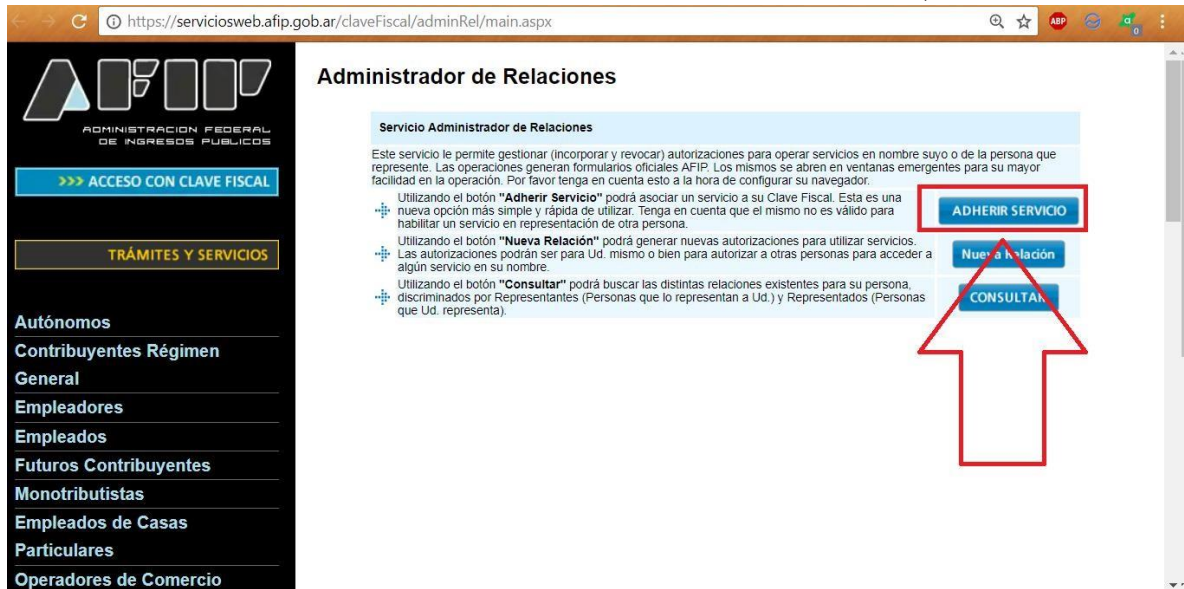 https://serviciosweb.afip.gob.ar/claveFiscal/adminRel/main.aspx
ABP
0
AFIP
ADMINISTRACION FEDERAL
DE INGRESOS PUBLICOS
>>> ACCESO CON CLAVE FISCAL
TRÁMITES Y SERVICIOS
Autónomos
Contribuyentes Régimen
General
Empleadores
Empleados
Futuros Contribuyentes
Monotributistas
Empleados de Casas
Particulares
Operadores de Comercio
Administrador de Relaciones
Servicio Administrador de Relaciones
Este servicio le permite gestionar (incorporar y revocar) autorizaciones para operar servicios en nombre suyo o de la persona que
represente. Las operaciones generan formularios oficiales AFIP. Los mismos se abren en ventanas emergentes para su mayor
facilidad en la operación. Por favor tenga en cuenta esto a la hora de configurar su navegador.
Utilizando el botón "Adherir Servicio" podrá asociar un servicio a su Clave Fiscal. Esta es una
nueva opción más simple y rápida de utilizar. Tenga en cuenta que el mismo no es válido para
habilitar un servicio en representación de otra persona.
ADHERIR SERVICIO
Utilizando el botón "Nueva Relación" podrá generar nuevas autorizaciones para utilizar servicios.
Las autorizaciones podrán ser para Ud. mismo o bien para autorizar a otras personas para acceder a
algún servicio en su nombre.
Nueva Relación
Utilizando el botón "Consultar" podrá buscar las distintas relaciones existentes para su persona,
discriminados por Representantes (Personas que lo representan a Ud.) y Representados (Personas
que Ud. representa).
CONSULTAR